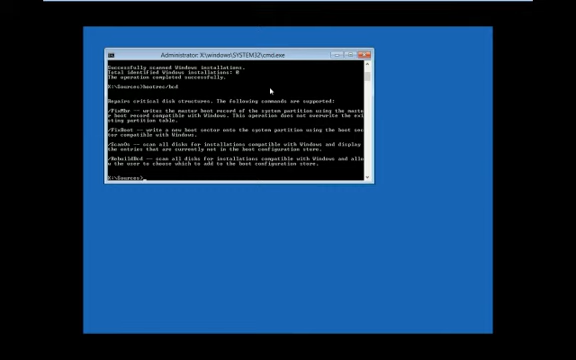 Administrator: X:\windows\SYSTEM32\cmd.exe
Successfully scanned Windows installations.
Total identified Windows installations: 0
The operation completed successfully.
X:\Sources>bootrec/bcd
Repairs critical disk structures. The following commands are supported:
/FixMbr -- writes the master boot record of the system partition using the maste
r boot record compatible with Windows. This operation does not overwrite the exi
sting partition table.
/FixBoot -- write a new boot sector onto the system partition using the boot sec
tor compatible with Windows.
/ScanOs -- scan all disks for installations compatible with Windows and display
the entries that are currently not in the boot configuration store.
/RebuildBcd -- scan all disks for installations compatible with Windows and allo
w the user to choose which to add to the boot configuration store.
X:\Sources>_